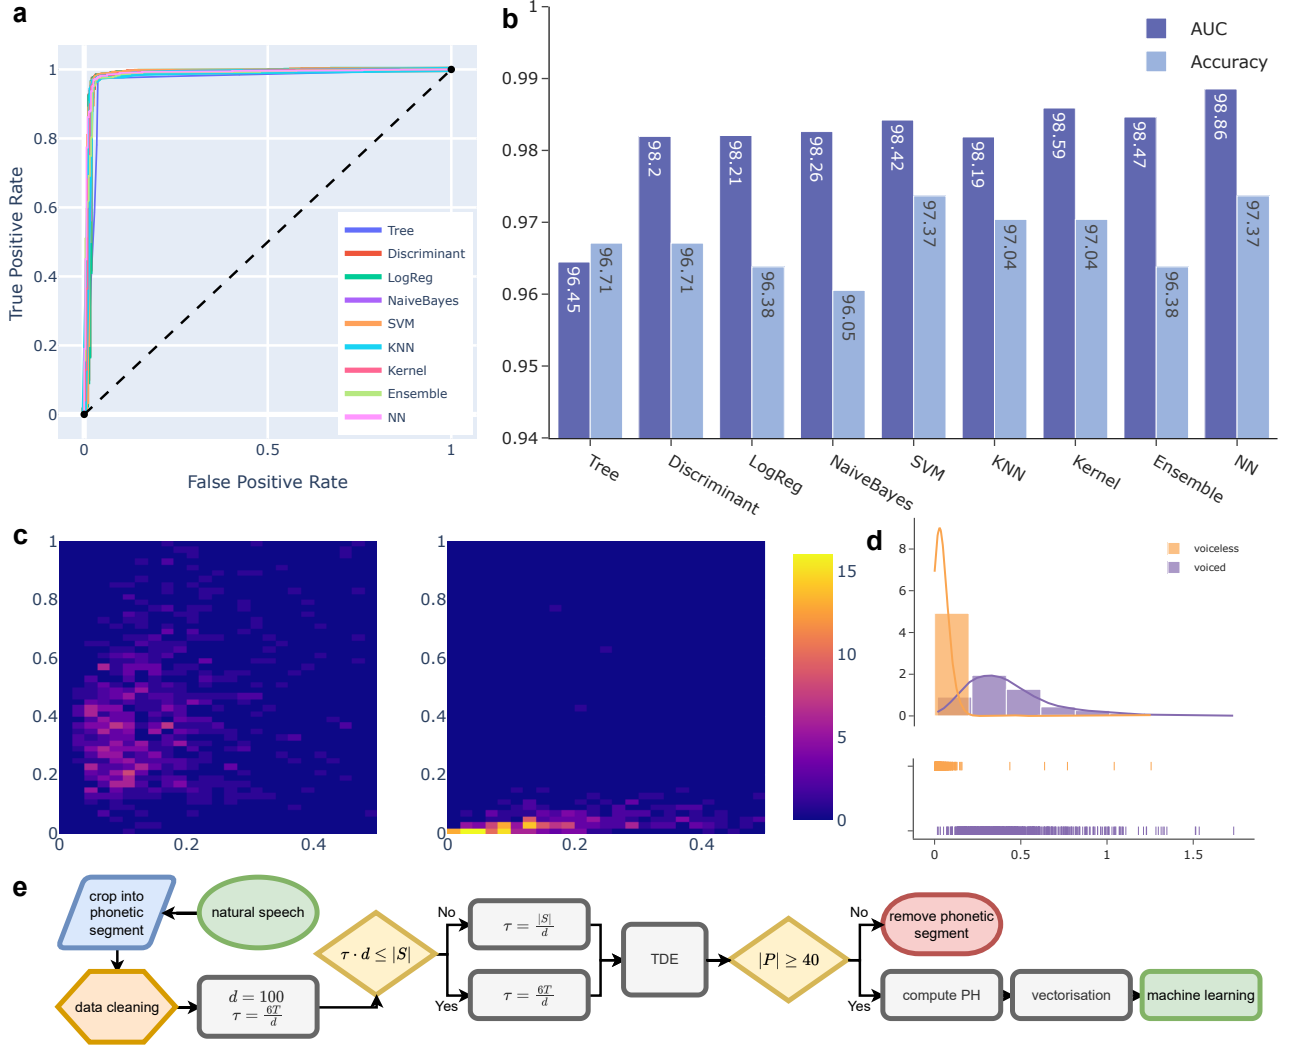 a
1
0.8
0.6
0.4
0.2
0
True Positive Rate
0
0.5
1
False Positive Rate
Tree
Discriminant
LogReg
NaiveBayes
SVM
KNN
Kernel
Ensemble
NN
b
1
0.99
0.98
0.97
0.96
0.95
0.94
AUC
Accuracy
96.45
96.71
98.2
96.71
98.21
96.38
98.26
96.05
98.42
97.37
98.19
97.04
98.59
97.04
98.47
96.38
98.86
97.37
Tree
Discriminant
LogReg
NaiveBayes
SVM
KNN
Kernel
Ensemble
NN
c
1
0.8
0.6
0.4
0.2
0
0
0.2
0.4
1
0.8
0.6
0.4
0.2
0
0
0.2
0.4
15
10
5
0
d
8
6
4
2
0
voiceless
voiced
0
0.5
1
1.5
e
crop into
phonetic
segment
natural speech
data cleaning
d = 100
τ = 6T/d
τ · d ≤ |S|
No
Yes
τ = |S|/d
τ = 6T/d
TDE
|P| ≥ 40
No
Yes
remove phonetic
segment
compute PH
vectorisation
machine learning